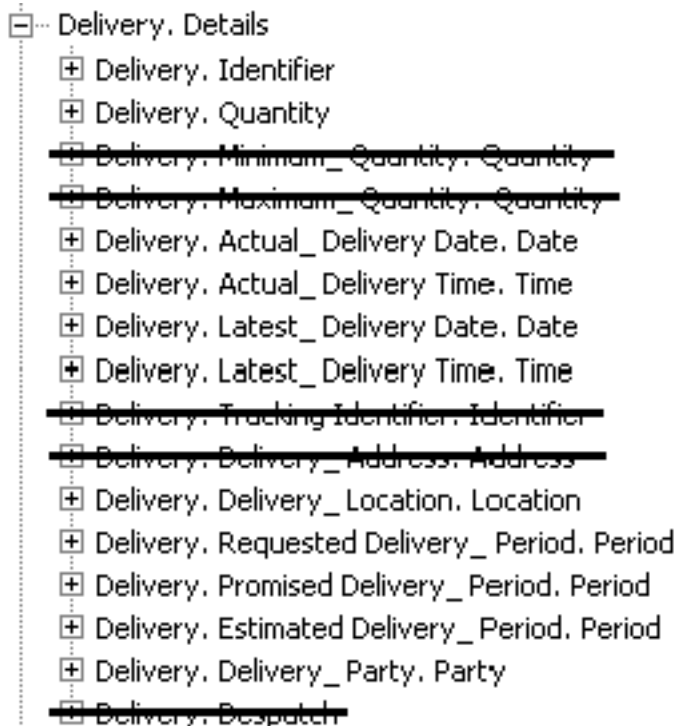 Delivery. Details
Delivery. Identifier
Delivery. Quantity
Delivery. Minimum_ Quantity. Quantity
Delivery. Maximum_ Quantity. Quantity
Delivery. Actual_ Delivery Date. Date
Delivery. Actual_ Delivery Time. Time
Delivery. Latest_ Delivery Date. Date
Delivery. Latest_ Delivery Time. Time
Delivery. Tracking Identifier. Identifier
Delivery. Delivery_ Address. Address
Delivery. Delivery_ Location. Location
Delivery. Requested Delivery_ Period. Period
Delivery. Promised Delivery_ Period. Period
Delivery. Estimated Delivery_ Period. Period
Delivery. Delivery_ Party. Party
Delivery. Despatch